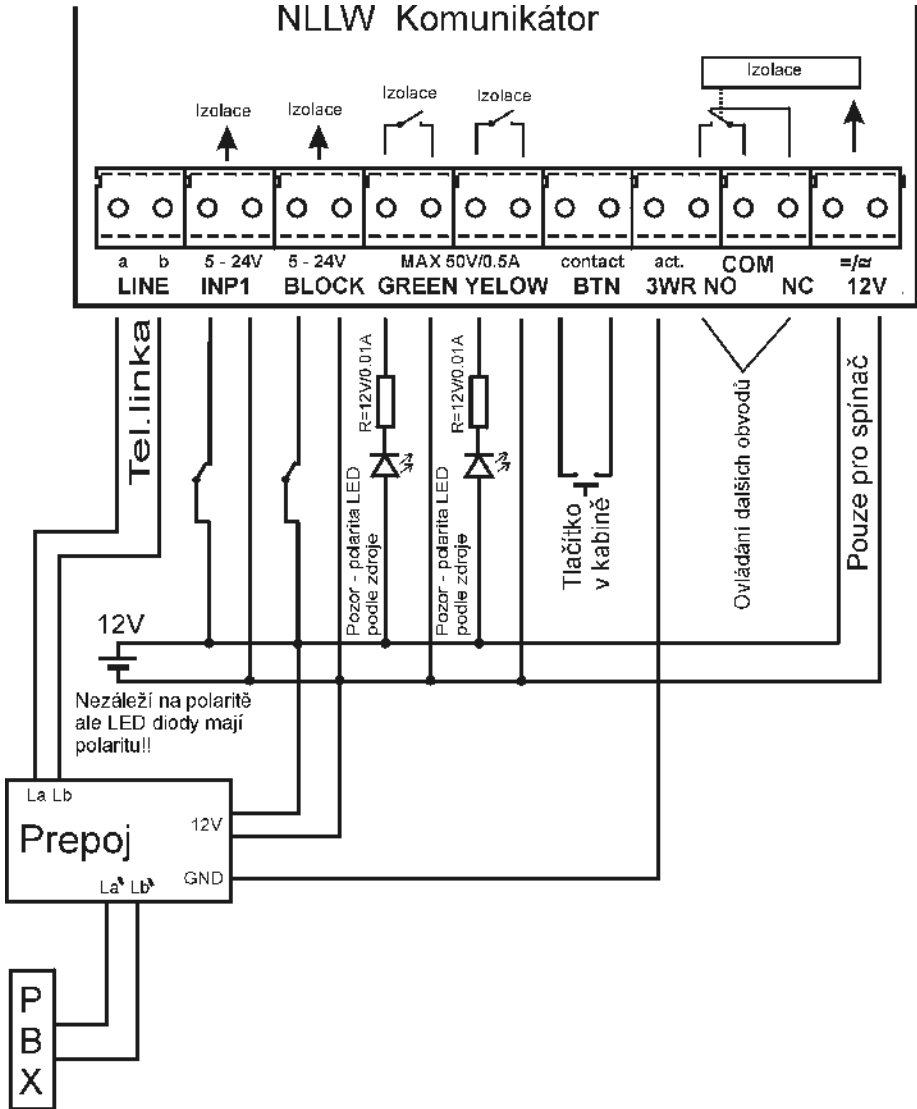 NLLW Komunikátor
Izolace
Izolace
Izolace
Izolace
Izolace
a b 5 - 24V 5 - 24V MAX 50V/0.5A contact act. COM =/≂
LINE INP1 BLOCK GREEN YELOW BTN 3WR NO NC 12V
Tel.linka
R=12V/0.01A
R=12V/0.01A
Pozor - polarita LED
podle zdroje
Pozor - polarita LED
podle zdroje
Tlačítko
v kabině
Ovládání dalších obvodů
Pouze pro spínač
12V
Nezáleží na polaritě
ale LED diody mají
polaritu!!
La Lb
12V
Prepoj
GND
La' Lb'
P
B
X